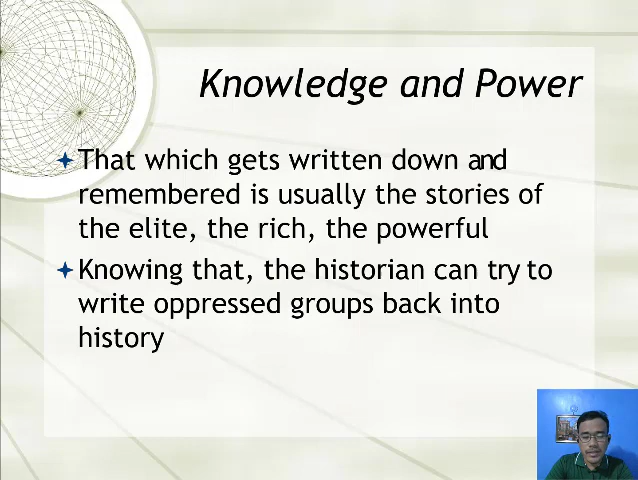 Knowledge and Power
That which gets written down and
remembered is usually the stories of
the elite, the rich, the powerful
Knowing that, the historian can try to
write oppressed groups back into
history